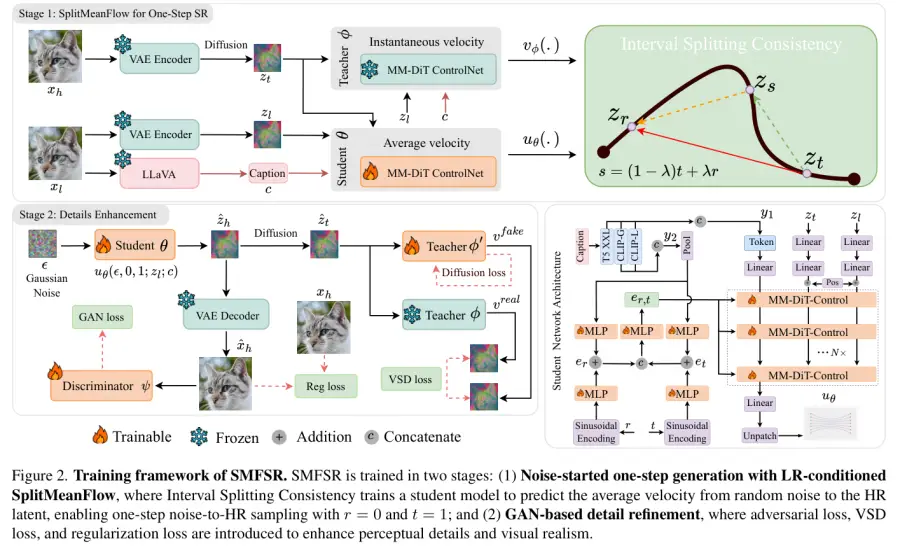 Stage 1: SplitMeanFlow for One-Step SR
x_h
VAE Encoder
Diffusion
z_t
Teacher ϕ
Instantaneous velocity
MM-DiT ControlNet
v_ϕ(.)
z_l
c
x_l
VAE Encoder
z_l
LLaVA
Caption
c
Student θ
Average velocity
MM-DiT ControlNet
u_θ(.)
Interval Splitting Consistency
z_r
z_s
z_t
s = (1 − λ)t + λr
Stage 2: Details Enhancement
ϵ
Gaussian
Noise
Student θ
u_θ(ϵ, 0, 1; z_l; c)
ẑ_h
Diffusion
ẑ_t
Teacher ϕ′
v^fake
Diffusion loss
Teacher ϕ
v^real
VAE Decoder
x_h
x̂_h
GAN loss
Discriminator ψ
Reg loss
VSD loss
Trainable
Frozen
+ Addition
c Concatenate
Student Network Architecture
Caption
T5 XXL
CLIP-G
CLIP-L
c
y_2
Pool
c
y_1
z_t
z_l
Token
Linear
Linear
Linear
Linear
Linear
+ Pos +
e_r,t
MLP
MLP
MLP
e_r + c + e_t
MLP
MLP
Sinusoidal
Encoding
r
t
Sinusoidal
Encoding
MM-DiT-Control
MM-DiT-Control
··· N×
MM-DiT-Control
Linear
Unpatch
u_θ
Figure 2. Training framework of SMFSR. SMFSR is trained in two stages: (1) Noise-started one-step generation with LR-conditioned
SplitMeanFlow, where Interval Splitting Consistency trains a student model to predict the average velocity from random noise to the HR
latent, enabling one-step noise-to-HR sampling with r = 0 and t = 1; and (2) GAN-based detail refinement, where adversarial loss, VSD
loss, and regularization loss are introduced to enhance perceptual details and visual realism.